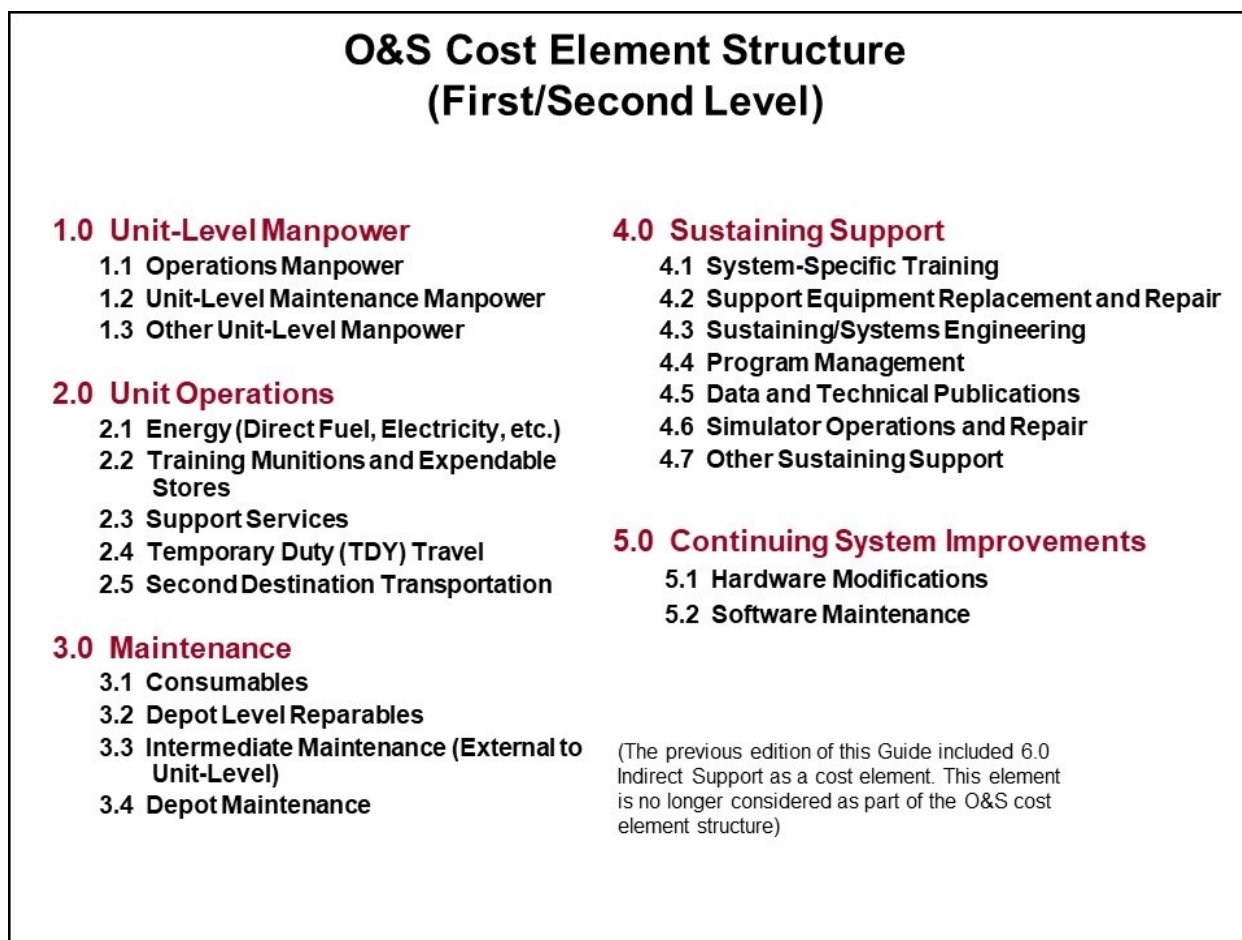 O&S Cost Element Structure
(First/Second Level)
1.0 Unit-Level Manpower
1.1 Operations Manpower
1.2 Unit-Level Maintenance Manpower
1.3 Other Unit-Level Manpower
2.0 Unit Operations
2.1 Energy (Direct Fuel, Electricity, etc.)
2.2 Training Munitions and Expendable
Stores
2.3 Support Services
2.4 Temporary Duty (TDY) Travel
2.5 Second Destination Transportation
3.0 Maintenance
3.1 Consumables
3.2 Depot Level Reparables
3.3 Intermediate Maintenance (External to
Unit-Level)
3.4 Depot Maintenance
4.0 Sustaining Support
4.1 System-Specific Training
4.2 Support Equipment Replacement and Repair
4.3 Sustaining/Systems Engineering
4.4 Program Management
4.5 Data and Technical Publications
4.6 Simulator Operations and Repair
4.7 Other Sustaining Support
5.0 Continuing System Improvements
5.1 Hardware Modifications
5.2 Software Maintenance
(The previous edition of this Guide included 6.0
Indirect Support as a cost element. This element
is no longer considered as part of the O&S cost
element structure)